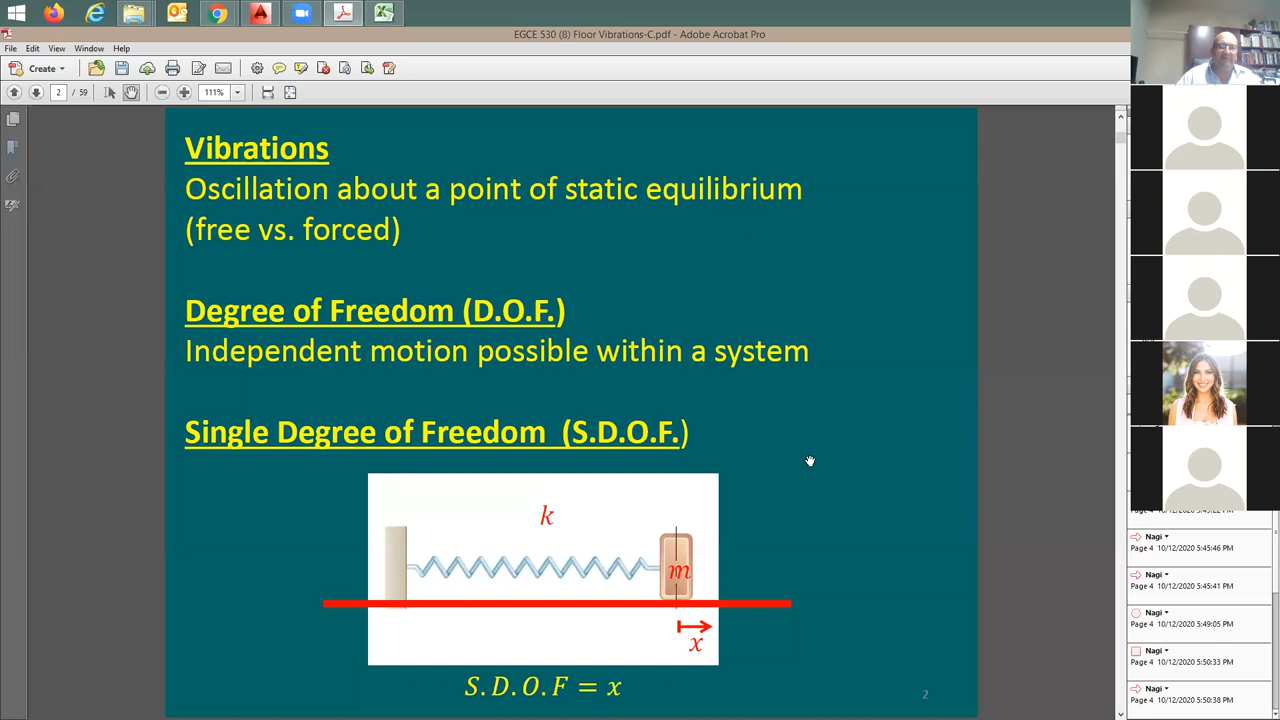 EGCE 530 (8) Floor Vibrations-C.pdf - Adobe Acrobat Pro
File Edit View Window Help
Create
2 / 59 111%
Vibrations
Oscillation about a point of static equilibrium
(free vs. forced)
Degree of Freedom (D.O.F.)
Independent motion possible within a system
Single Degree of Freedom (S.D.O.F.)
k
m
x
S.D.O.F = x
2
Nagi
Page 4 10/12/2020 5:45:46 PM
Nagi
Page 4 10/12/2020 5:45:41 PM
Nagi
Page 4 10/12/2020 5:49:05 PM
Nagi
Page 4 10/12/2020 5:50:33 PM
Nagi
Page 4 10/12/2020 5:50:38 PM